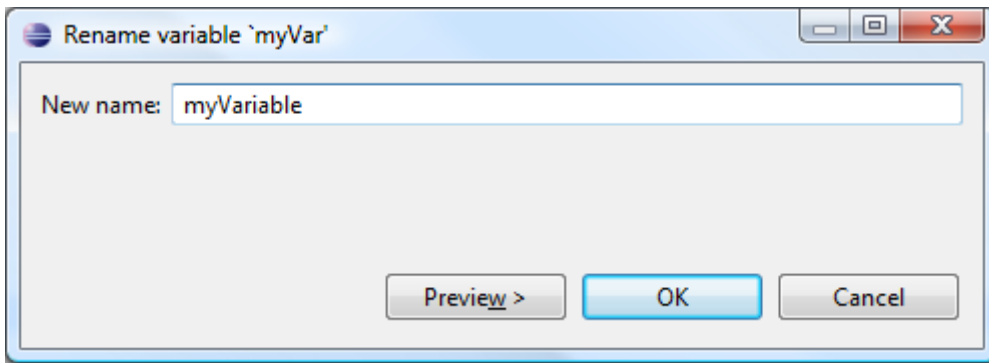 Rename variable `myVar'
New name: myVariable
Preview > OK Cancel